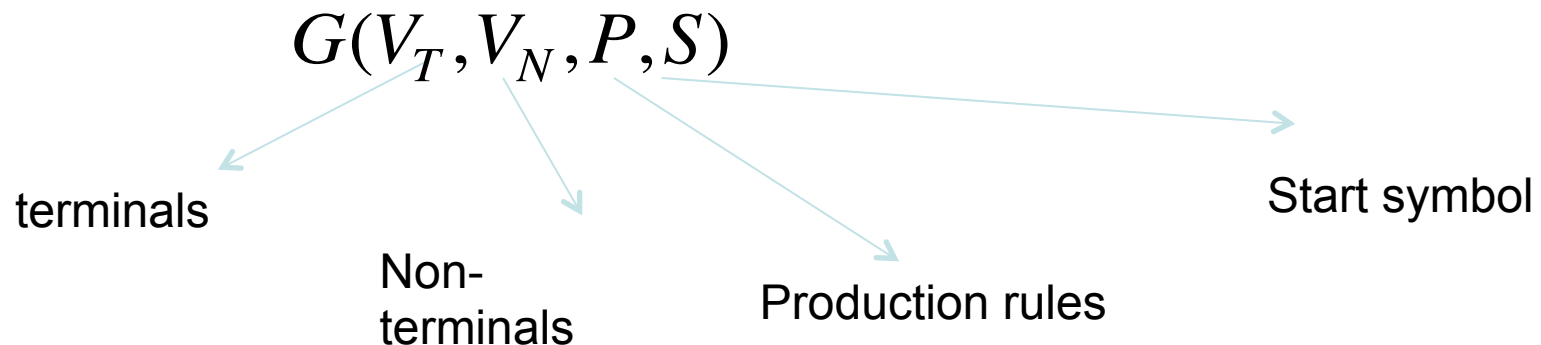 G(V_T, V_N, P, S)
terminals
Non-
terminals
Production rules
Start symbol